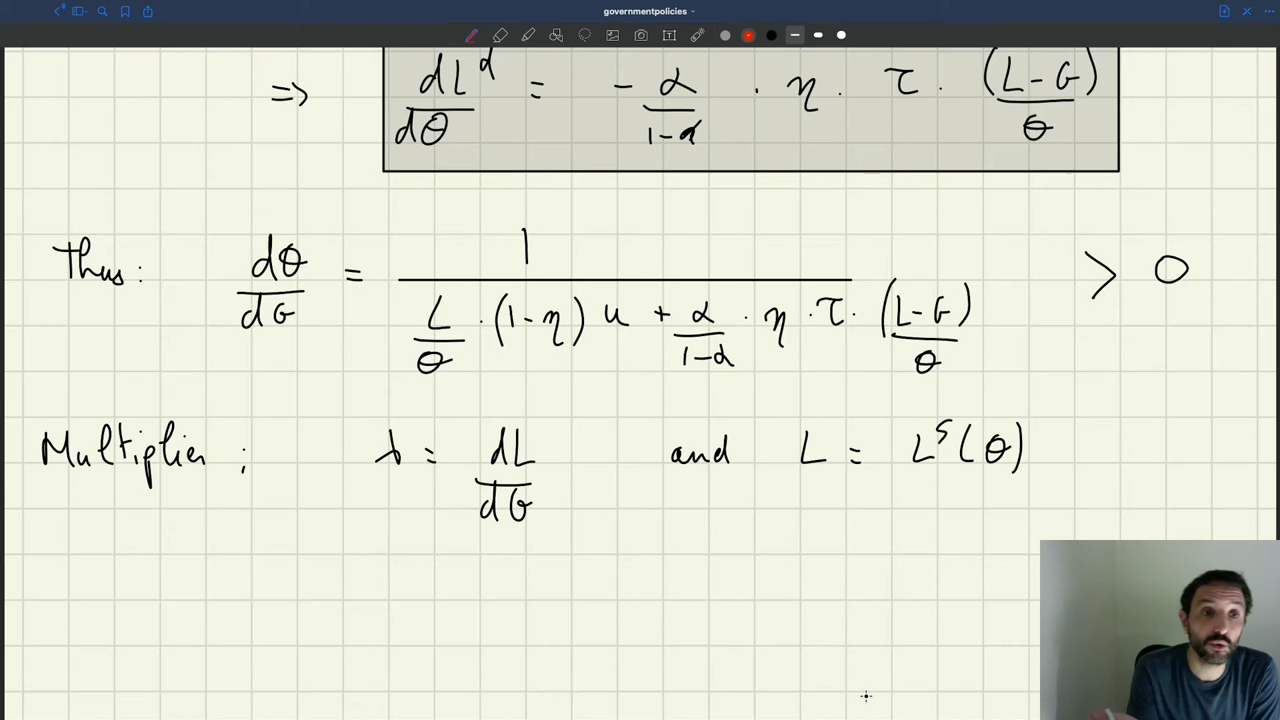 governmentpolicies
=> dL^d/dθ = - α/(1-α) · η · τ · (L-G)/θ
Thus: dθ/dG = 1/(L/θ · (1-η) u + α/(1-α) · η · τ · (L-G)/θ) > 0
Multiplier : λ = dL/dG and L = L^s(θ)